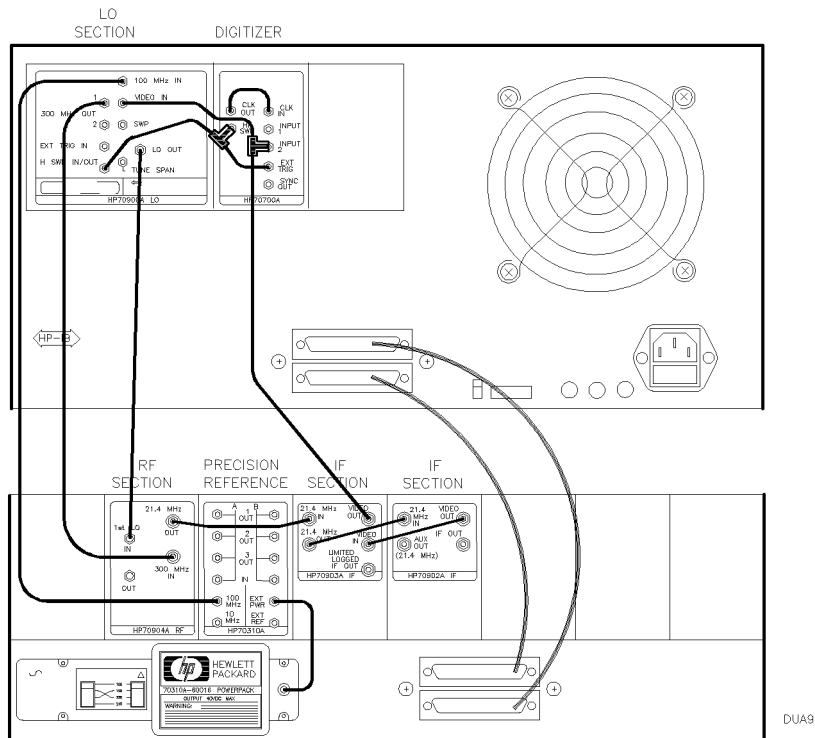 LO
SECTION
DIGITIZER
100 MHz IN
1
VIDEO IN
300 MHz OUT
2
SWP
EXT TRIG IN
LO OUT
H SWP IN/OUT
L
TUNE SPAN
HP70900A LO
CLK
OUT
CLK
IN
H
SWP
INPUT
1
INPUT
2
EXT
TRIG
SYNC
OUT
HP70700A
HP-IB
RF
SECTION
PRECISION
REFERENCE
IF
SECTION
IF
SECTION
21.4 MHz
OUT
1st LO
IN
300 MHz
IN
OUT
HP70904A RF
A B
1
OUT
2
OUT
3
OUT
IN
100
MHz
EXT
PWR
10
MHz
EXT
REF
HP70310A
21.4 MHz
IN
VIDEO
OUT
21.4 MHz
OUT
VIDEO
IN
LIMITED
LOGGED
IF OUT
HP70903A IF
21.4
MHz
IN
VIDEO
OUT
AUX
OUT
(21.4 MHz)
IF OUT
HP70902A IF
hp
HEWLETT
PACKARD
70310A-60016 POWERPACK
OUTPUT 40VDC MAX
WARNING:
DUA9